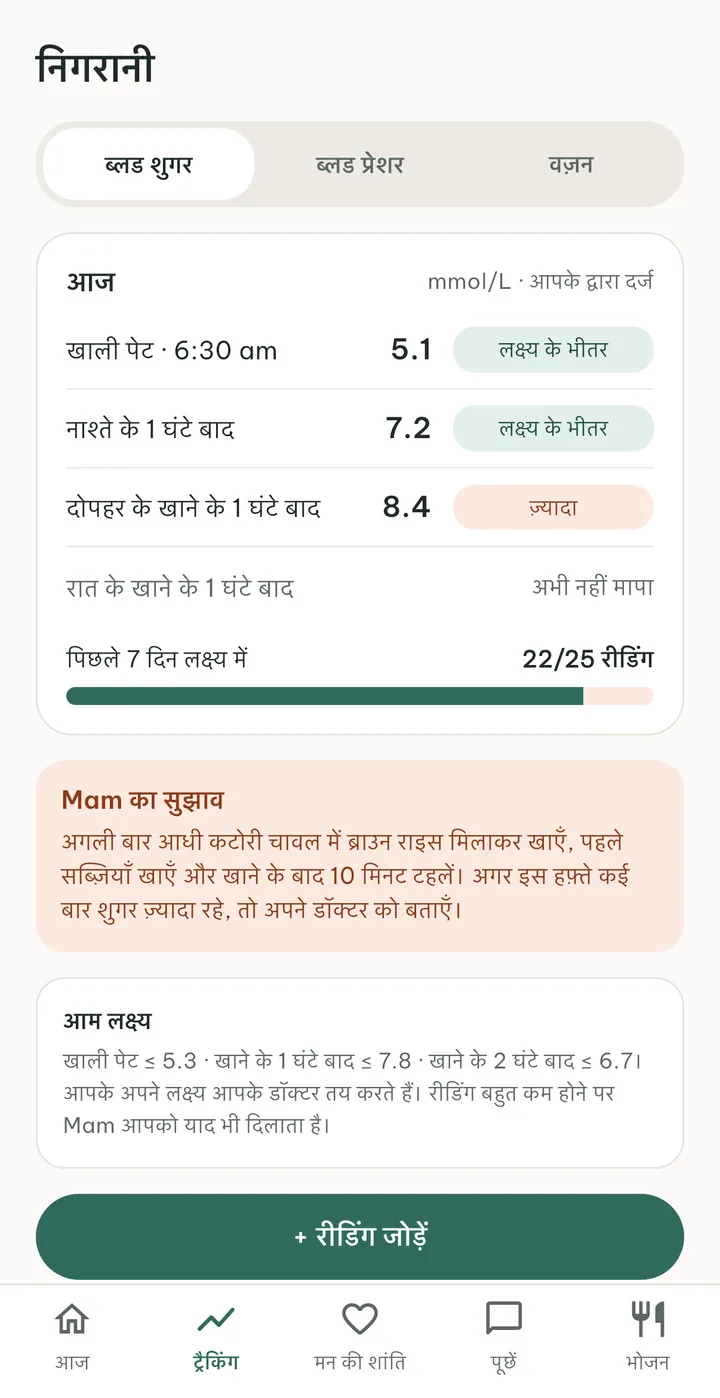 निगरानी
ब्लड शुगर
ब्लड प्रेशर
वज़न
आज
mmol/L · आपके द्वारा दर्ज
खाली पेट · 6:30 am 5.1 लक्ष्य के भीतर
नाश्ते के 1 घंटे बाद 7.2 लक्ष्य के भीतर
दोपहर के खाने के 1 घंटे बाद 8.4 ज़्यादा
रात के खाने के 1 घंटे बाद अभी नहीं मापा
पिछले 7 दिन लक्ष्य में 22/25 रीडिंग
Mam का सुझाव
अगली बार आधी कटोरी चावल में ब्राउन राइस मिलाकर खाएँ, पहले
सब्ज़ियाँ खाएँ और खाने के बाद 10 मिनट टहलें। अगर इस हफ़्ते कई
बार शुगर ज़्यादा रहे, तो अपने डॉक्टर को बताएँ।
आम लक्ष्य
खाली पेट ≤ 5.3 · खाने के 1 घंटे बाद ≤ 7.8 · खाने के 2 घंटे बाद ≤ 6.7।
आपके अपने लक्ष्य आपके डॉक्टर तय करते हैं। रीडिंग बहुत कम होने पर
Mam आपको याद भी दिलाता है।
+ रीडिंग जोड़ें
आज
ट्रैकिंग
मन की शांति
पूछें
भोजन